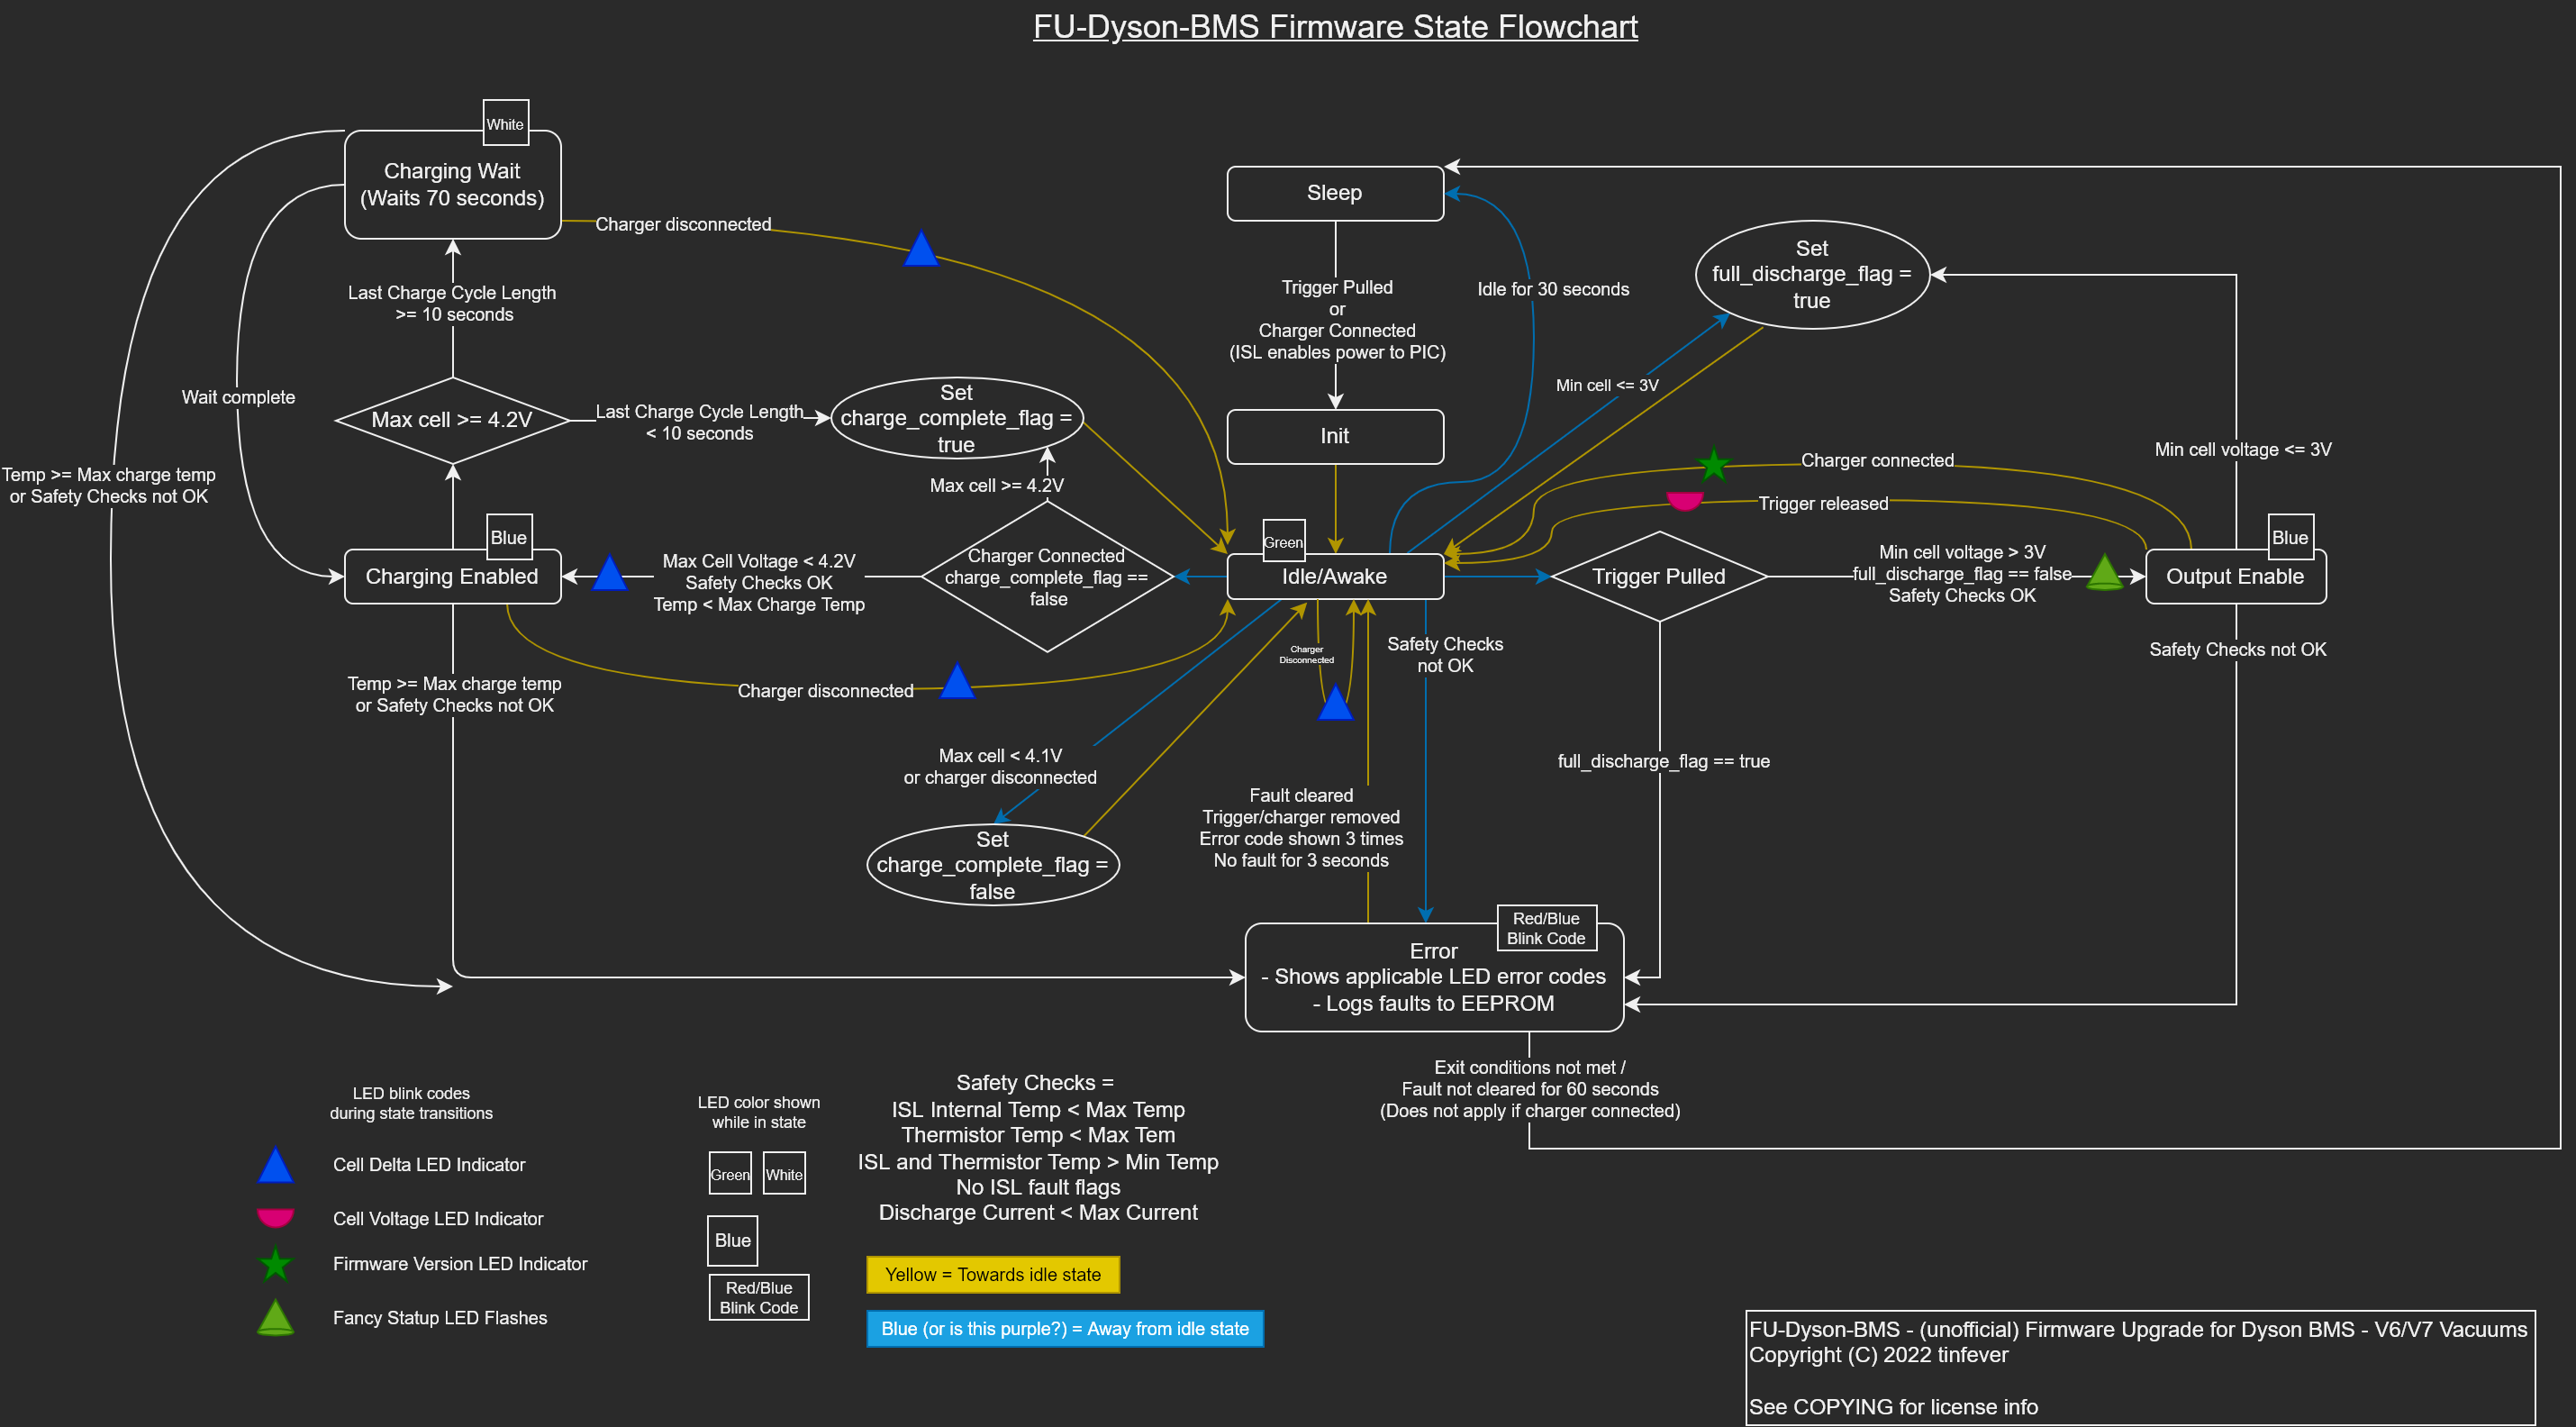 FU-Dyson-BMS Firmware State Flowchart
White
Charging Wait
(Waits 70 seconds)
Charger disconnected
Last Charge Cycle Length
>= 10 seconds
Wait complete
Max cell >= 4.2V
Last Charge Cycle Length
< 10 seconds
Set
charge_complete_flag =
true
Temp >= Max charge temp
or Safety Checks not OK
Max cell >= 4.2V
Blue
Charging Enabled
Max Cell Voltage < 4.2V
Safety Checks OK
Temp < Max Charge Temp
Charger Connected
charge_complete_flag ==
false
Temp >= Max charge temp
or Safety Checks not OK
Charger disconnected
Max cell < 4.1V
or charger disconnected
Set
charge_complete_flag =
false
Sleep
Trigger Pulled
or
Charger Connected
(ISL enables power to PIC)
Idle for 30 seconds
Init
Green
Idle/Awake
Charger
Disconnected
Safety Checks
not OK
Fault cleared
Trigger/charger removed
Error code shown 3 times
No fault for 3 seconds
Set
full_discharge_flag =
true
Min cell <= 3V
Min cell voltage <= 3V
Charger connected
Trigger released
Trigger Pulled
Min cell voltage > 3V
full_discharge_flag == false
Safety Checks OK
Blue
Output Enable
Safety Checks not OK
full_discharge_flag == true
Red/Blue
Blink Code
Error
- Shows applicable LED error codes
- Logs faults to EEPROM
Exit conditions not met /
Fault not cleared for 60 seconds
(Does not apply if charger connected)
LED blink codes
during state transitions
Cell Delta LED Indicator
Cell Voltage LED Indicator
Firmware Version LED Indicator
Fancy Statup LED Flashes
LED color shown
while in state
Green
White
Blue
Red/Blue
Blink Code
Safety Checks =
ISL Internal Temp < Max Temp
Thermistor Temp < Max Tem
ISL and Thermistor Temp > Min Temp
No ISL fault flags
Discharge Current < Max Current
Yellow = Towards idle state
Blue (or is this purple?) = Away from idle state
FU-Dyson-BMS - (unofficial) Firmware Upgrade for Dyson BMS - V6/V7 Vacuums
Copyright (C) 2022 tinfever
See COPYING for license info